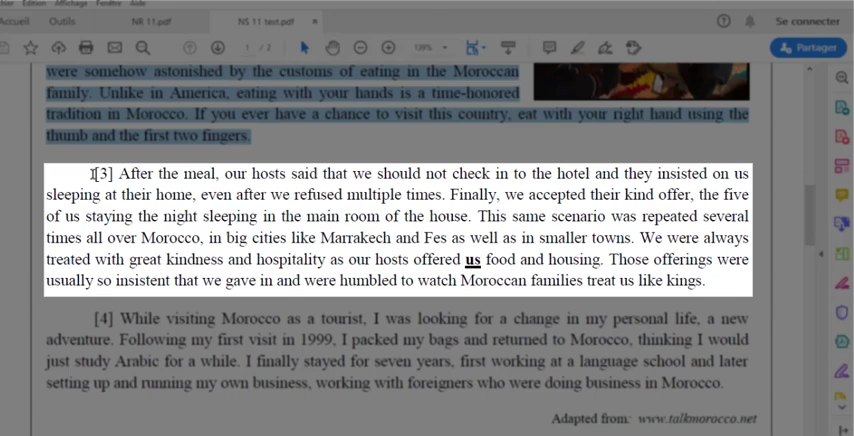 hier Edition Affichage Fenêtre Aide
Accueil Outils NR 11.pdf NS 11 text.pdf × Se connecter
1 / 2 139% Partager
were somehow astonished by the customs of eating in the Moroccan
family. Unlike in America, eating with your hands is a time-honored
tradition in Morocco. If you ever have a chance to visit this country, eat with your right hand using the
thumb and the first two fingers.
[3] After the meal, our hosts said that we should not check in to the hotel and they insisted on us
sleeping at their home, even after we refused multiple times. Finally, we accepted their kind offer, the five
of us staying the night sleeping in the main room of the house. This same scenario was repeated several
times all over Morocco, in big cities like Marrakech and Fes as well as in smaller towns. We were always
treated with great kindness and hospitality as our hosts offered us food and housing. Those offerings were
usually so insistent that we gave in and were humbled to watch Moroccan families treat us like kings.
[4] While visiting Morocco as a tourist, I was looking for a change in my personal life, a new
adventure. Following my first visit in 1999, I packed my bags and returned to Morocco, thinking I would
just study Arabic for a while. I finally stayed for seven years, first working at a language school and later
setting up and running my own business, working with foreigners who were doing business in Morocco.
Adapted from: www.talkmorocco.net